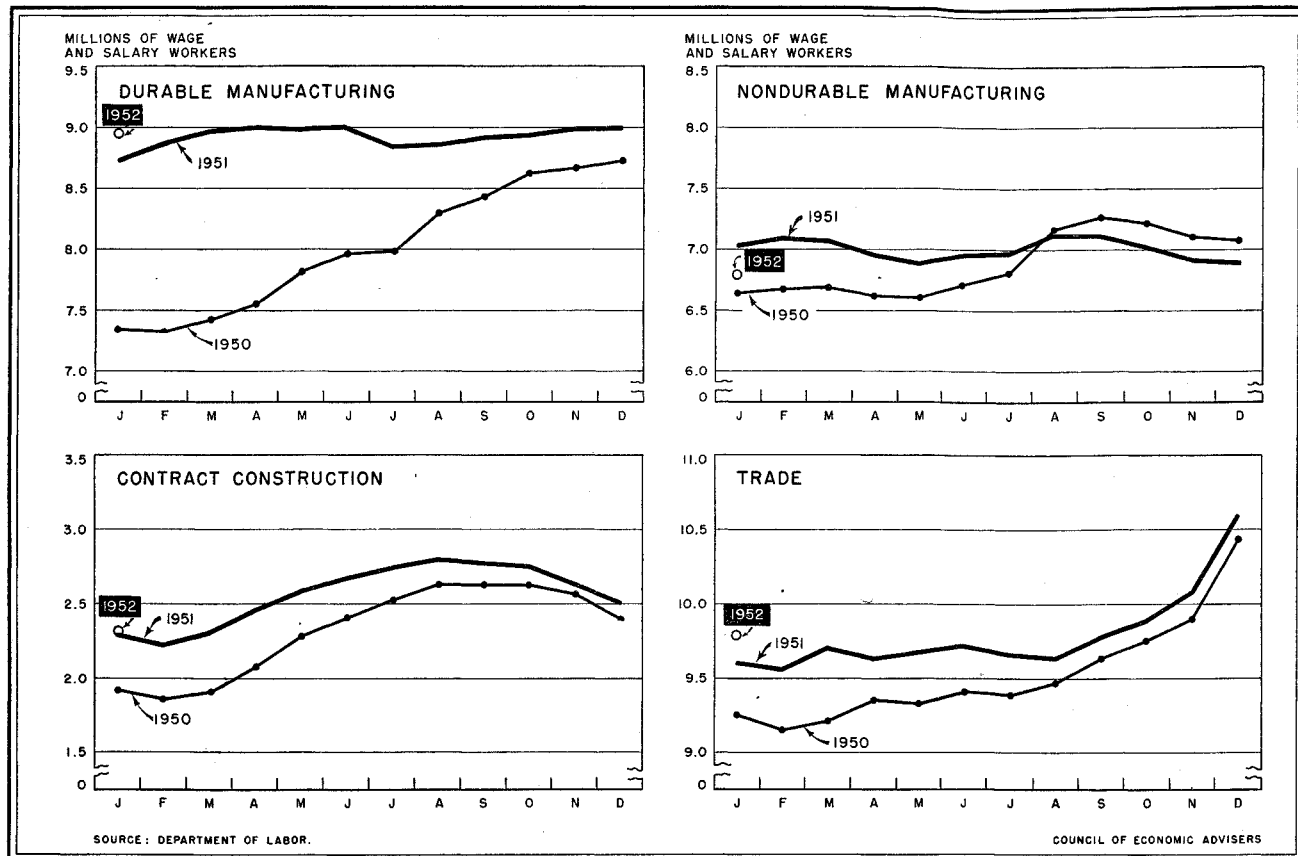 MILLIONS OF WAGE
AND SALARY WORKERS
9.5
DURABLE MANUFACTURING
1952
9.0
1951
8.5
8.0
7.5
1950
7.0
0
J F M A M J J A S O N D
MILLIONS OF WAGE
AND SALARY WORKERS
8.5
NONDURABLE MANUFACTURING
8.0
7.5
1951
7.0
1952
6.5
1950
6.0
0
J F M A M J J A S O N D
3.5
CONTRACT CONSTRUCTION
3.0
2.5
1952
1951
2.0
1950
1.5
0
J F M A M J J A S O N D
11.0
TRADE
10.5
10.0
1952
1951
9.5
1950
9.0
0
J F M A M J J A S O N D
SOURCE: DEPARTMENT OF LABOR.
COUNCIL OF ECONOMIC ADVISERS